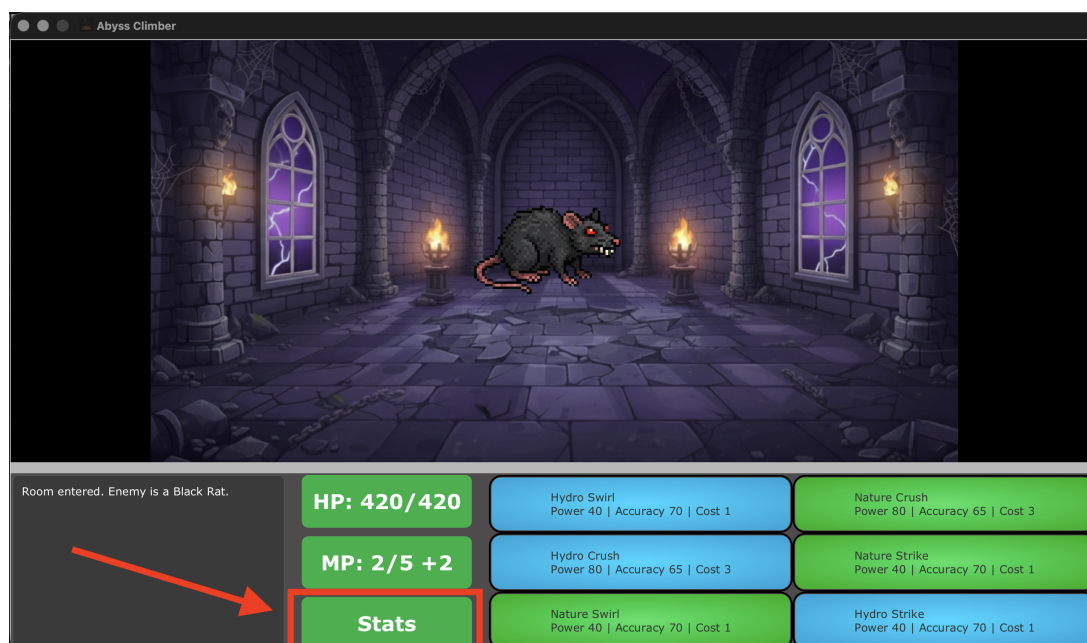 Abyss Climber
Room entered. Enemy is a Black Rat.
HP: 420/420
MP: 2/5 +2
Stats
Hydro Swirl
Power 40 | Accuracy 70 | Cost 1
Nature Crush
Power 80 | Accuracy 65 | Cost 3
Hydro Crush
Power 80 | Accuracy 65 | Cost 3
Nature Strike
Power 40 | Accuracy 70 | Cost 1
Nature Swirl
Power 40 | Accuracy 70 | Cost 1
Hydro Strike
Power 40 | Accuracy 70 | Cost 1